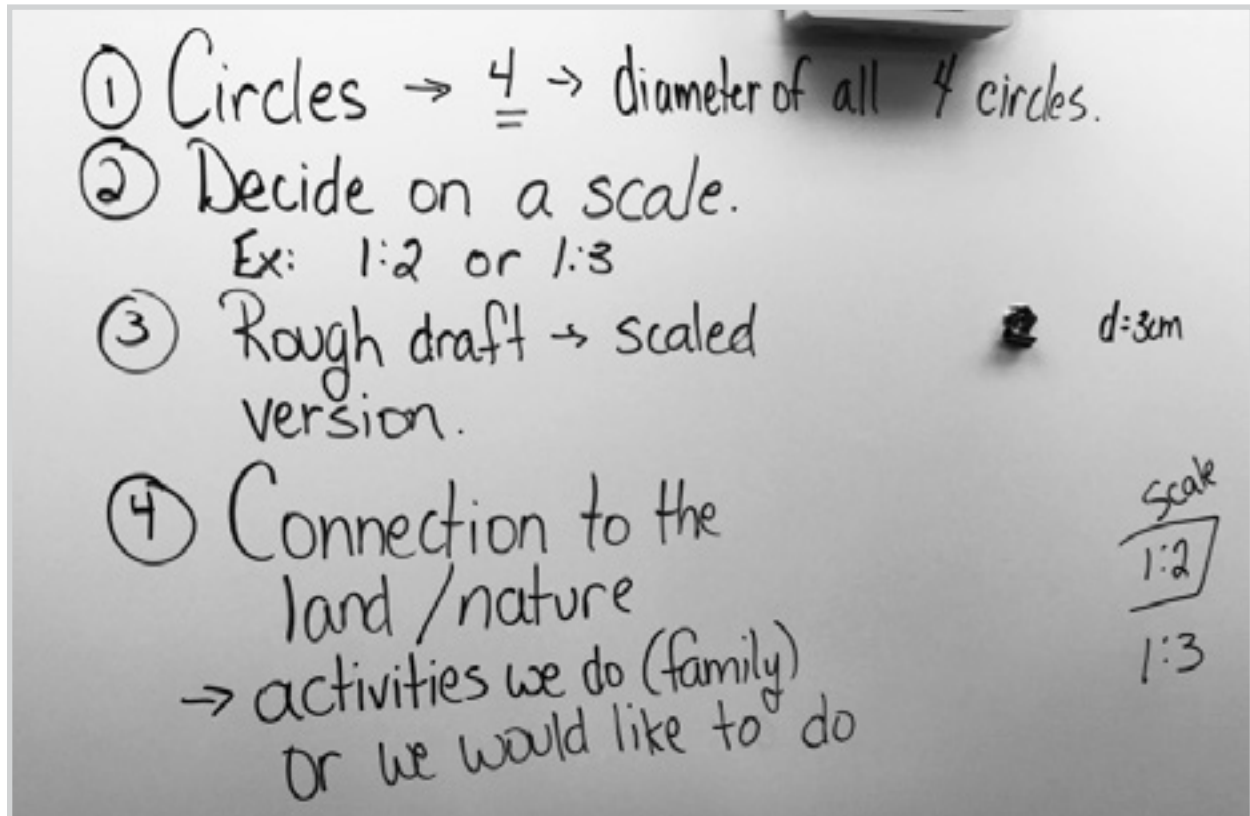 ① Circles → 4 → diameter of all 4 circles.
② Decide on a scale.
Ex: 1:2 or 1:3
③ Rough draft → scaled
version.
d=3cm
④ Connection to the
land/nature
→ activities we do (family)
or we would like to do
scale
1:2
1:3